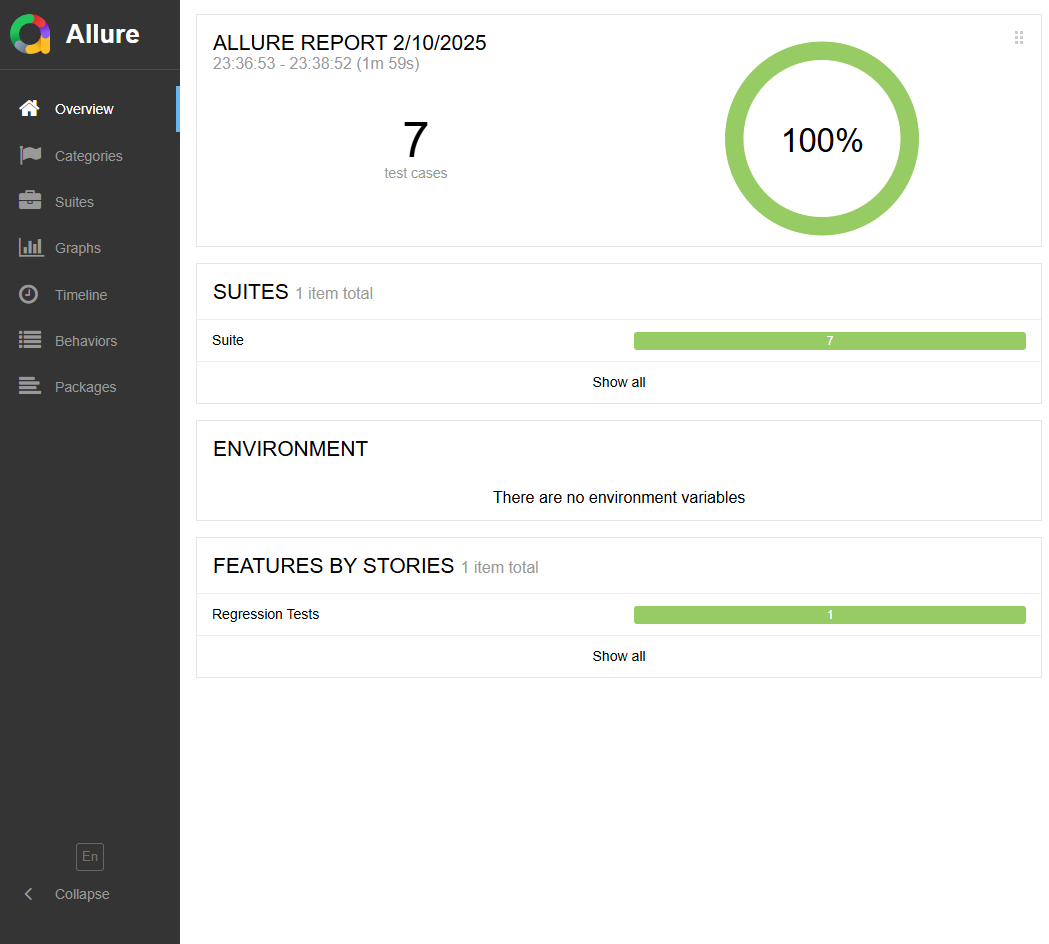 Allure
Overview
Categories
Suites
Graphs
Timeline
Behaviors
Packages
En
Collapse
ALLURE REPORT 2/10/2025
23:36:53 - 23:38:52 (1m 59s)
7
test cases
100%
SUITES 1 item total
Suite 7
Show all
ENVIRONMENT
There are no environment variables
FEATURES BY STORIES 1 item total
Regression Tests 1
Show all